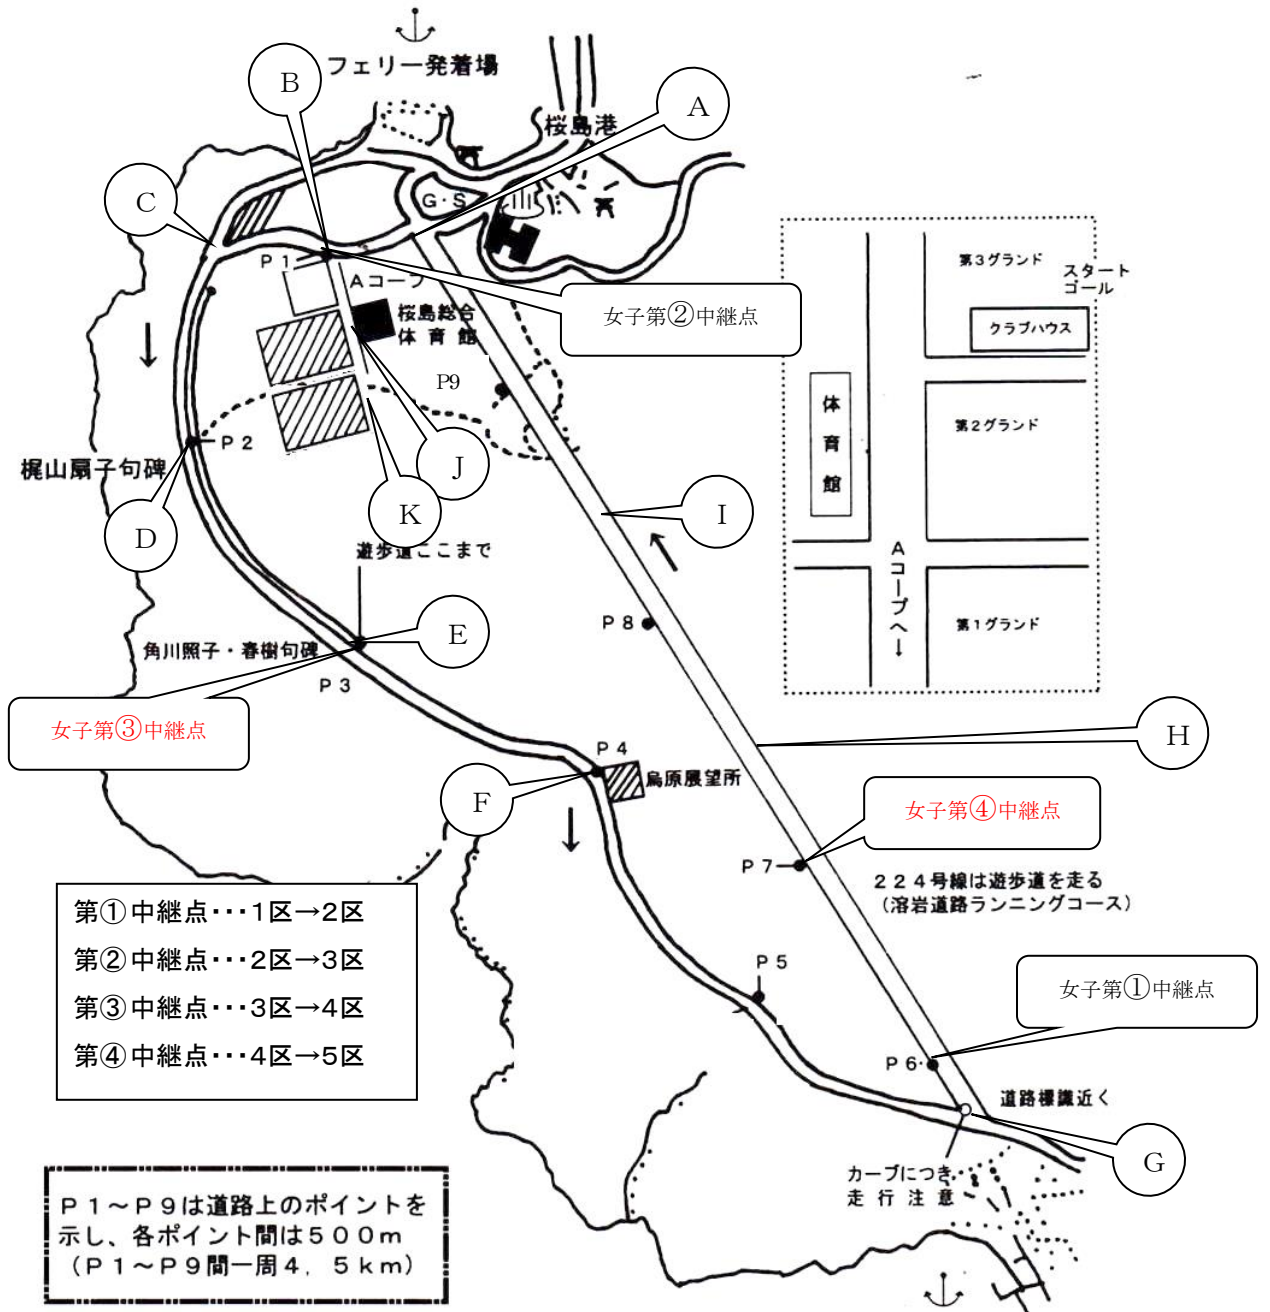 フェリー発着場
B
A
桜島港
C
G・S
P1
Aコープ
女子第②中継点
桜島総合
体育館
P9
P2
梶山扇子句碑
J
K
D
I
遊歩道ここまで
E
角川照子・春樹句碑
P3
P8
女子第③中継点
H
P4
烏原展望所
F
女子第④中継点
P7
224号線は遊歩道を走る
(溶岩道路ランニングコース)
P5
女子第①中継点
P6
道路標識近く
G
カーブにつき
走行注意
第3グランド
スタート
ゴール
クラブハウス
体育館
第2グランド
Aコープへ↓
第1グランド
第①中継点・・・1区→2区
第②中継点・・・2区→3区
第③中継点・・・3区→4区
第④中継点・・・4区→5区
P1~P9は道路上のポイントを
示し、各ポイント間は500m
(P1~P9間一周4.5km)